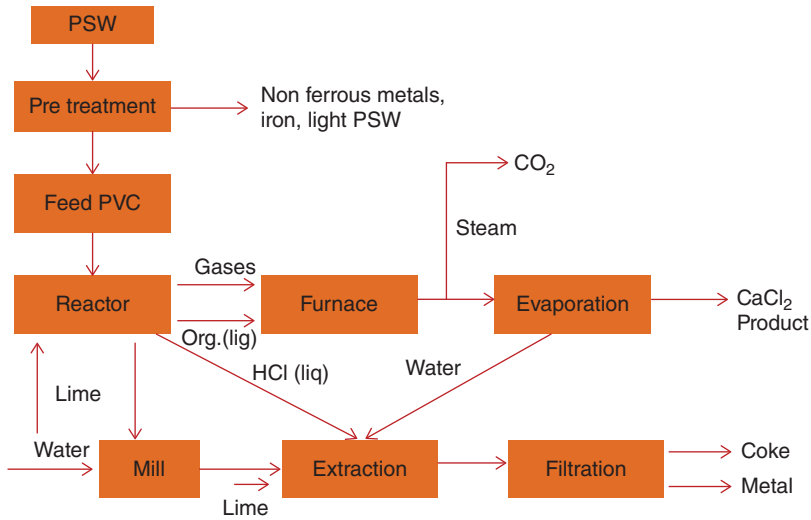 PSW
Pre treatment
Non ferrous metals,
iron, light PSW
CO₂
Feed PVC
Steam
Gases
Reactor
Furnace
Evaporation
CaCl₂
Product
Org.(lig)
HCl (liq)
Water
Lime
Water
Mill
Extraction
Filtration
Coke
Metal
Lime